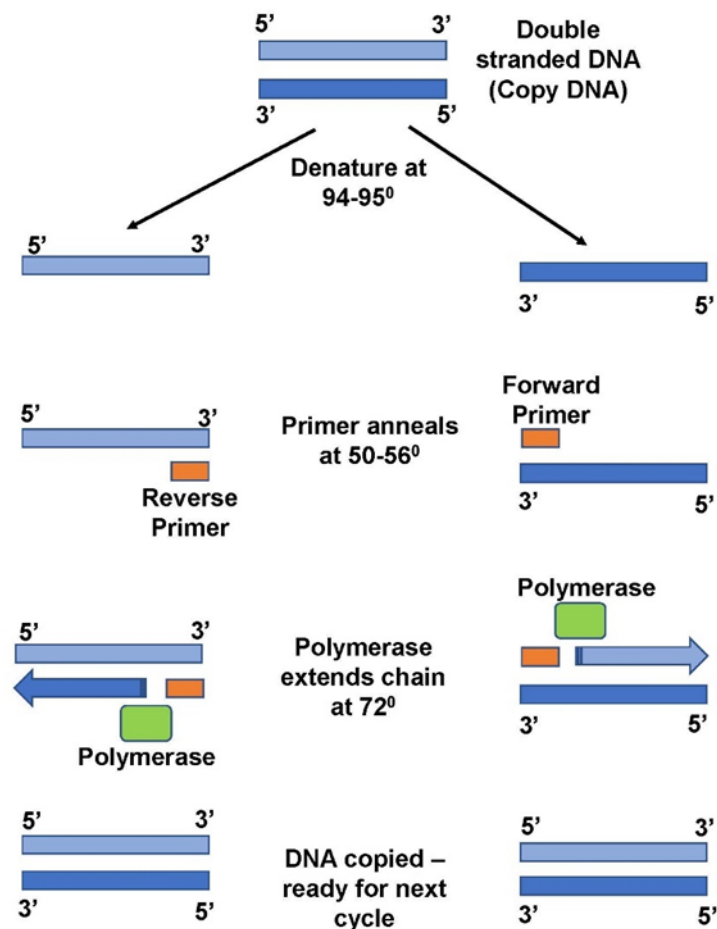 5’ 3’
Double
stranded DNA
(Copy DNA)
3’ 5’
Denature at
94-95⁰
5’ 3’
3’ 5’
5’ 3’
Primer anneals
at 50-56⁰
Forward
Primer
Reverse
Primer
3’ 5’
Polymerase
5’ 3’
Polymerase
extends chain
at 72⁰
Polymerase
3’ 5’
5’ 3’
5’ 3’
DNA copied –
ready for next
cycle
3’ 5’
3’ 5’